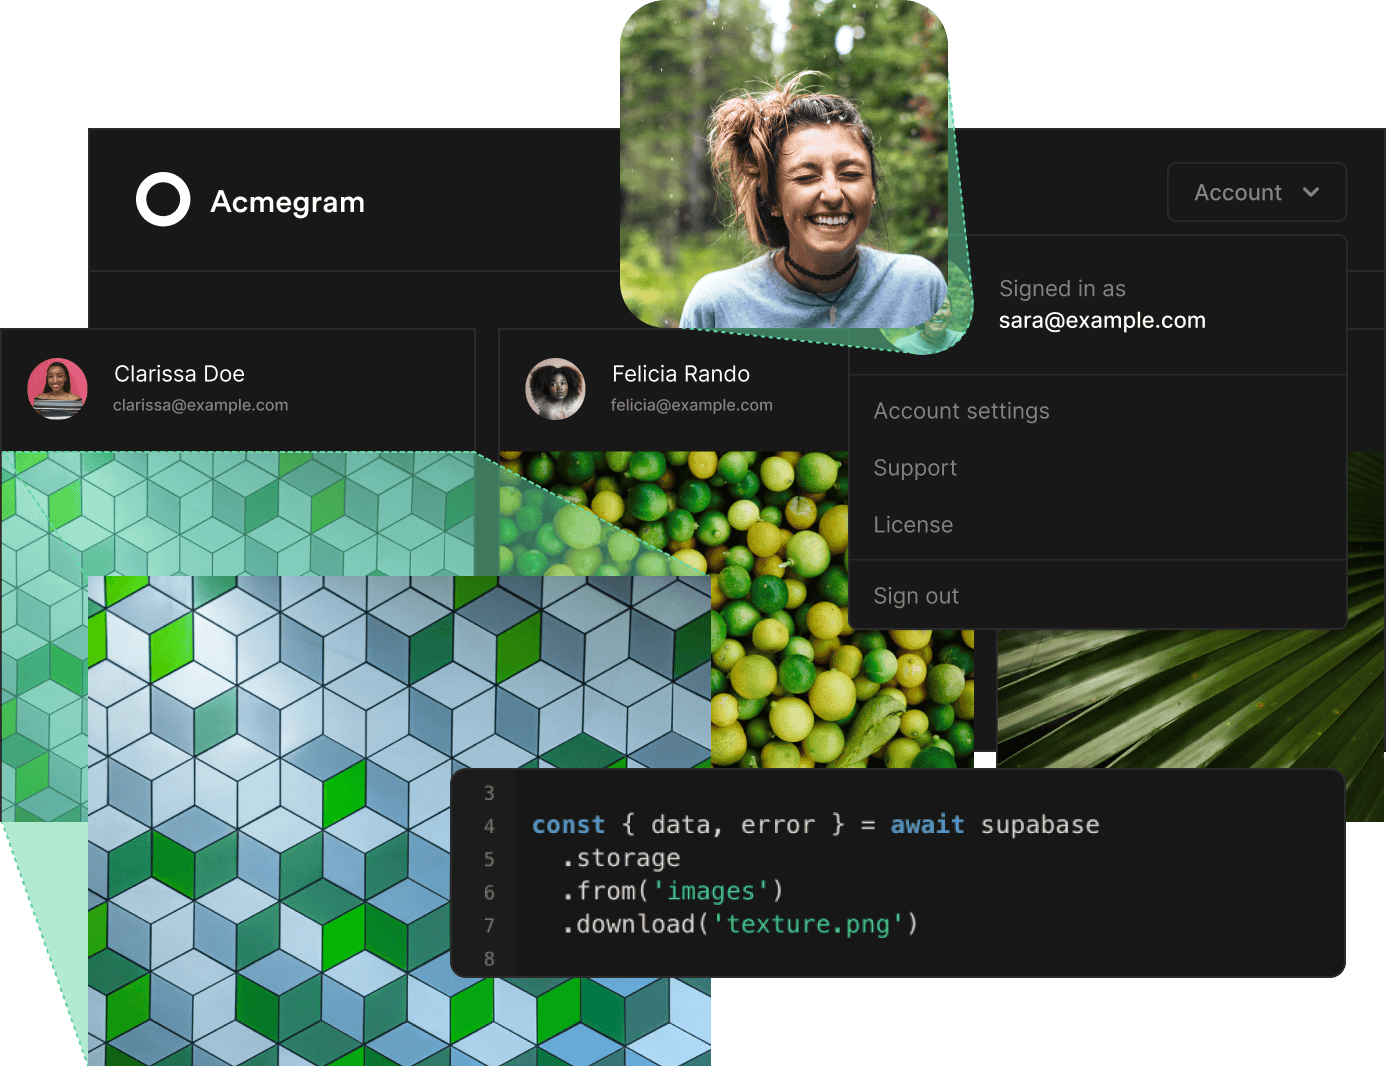 Acmegram
Account
Signed in as
sara@example.com
Clarissa Doe
clarissa@example.com
Felicia Rando
felicia@example.com
Account settings
Support
License
Sign out
3
4 const { data, error } = await supabase
5 .storage
6 .from('images')
7 .download('texture.png')
8